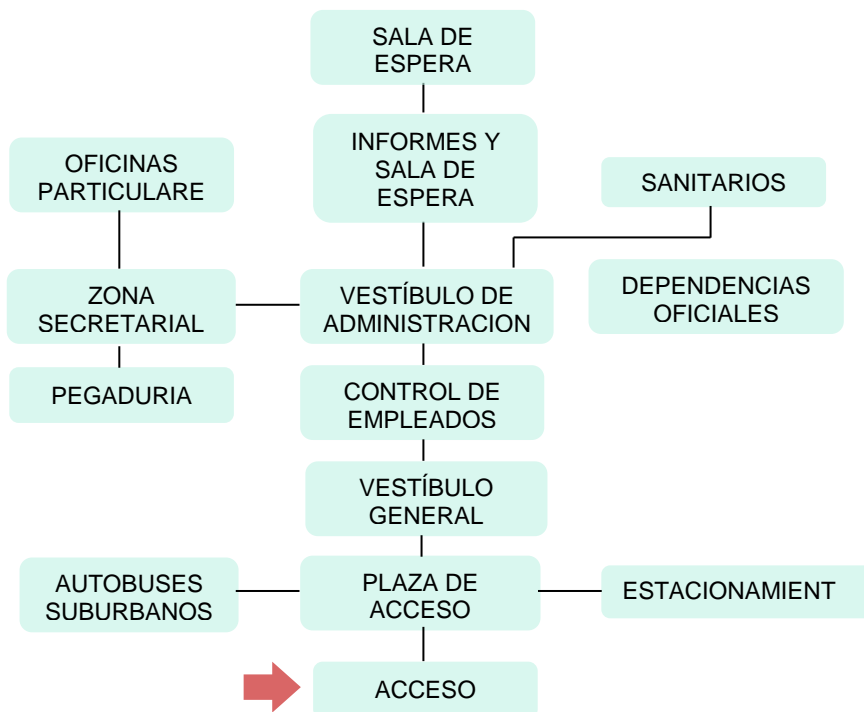 SALA DE
ESPERA
INFORMES Y
SALA DE
ESPERA
OFICINAS
PARTICULARE
SANITARIOS
ZONA
SECRETARIAL
VESTÍBULO DE
ADMINISTRACION
DEPENDENCIAS
OFICIALES
PEGADURIA
CONTROL DE
EMPLEADOS
VESTÍBULO
GENERAL
AUTOBUSES
SUBURBANOS
PLAZA DE
ACCESO
ESTACIONAMIENT
ACCESO